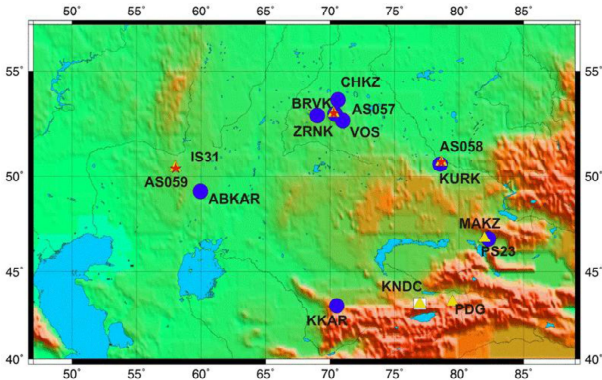 50° 55° 60° 65° 70° 75° 80° 85°
55° 55°
CHKZ
BRVK AS057
ZRNK VOS
AS058
IS31
50° 50°
KURK
AS059
ABKAR
MAKZ
PS23
45° 45°
KNDC
PDG
KKAR
40° 40°
50° 55° 60° 65° 70° 75° 80° 85°